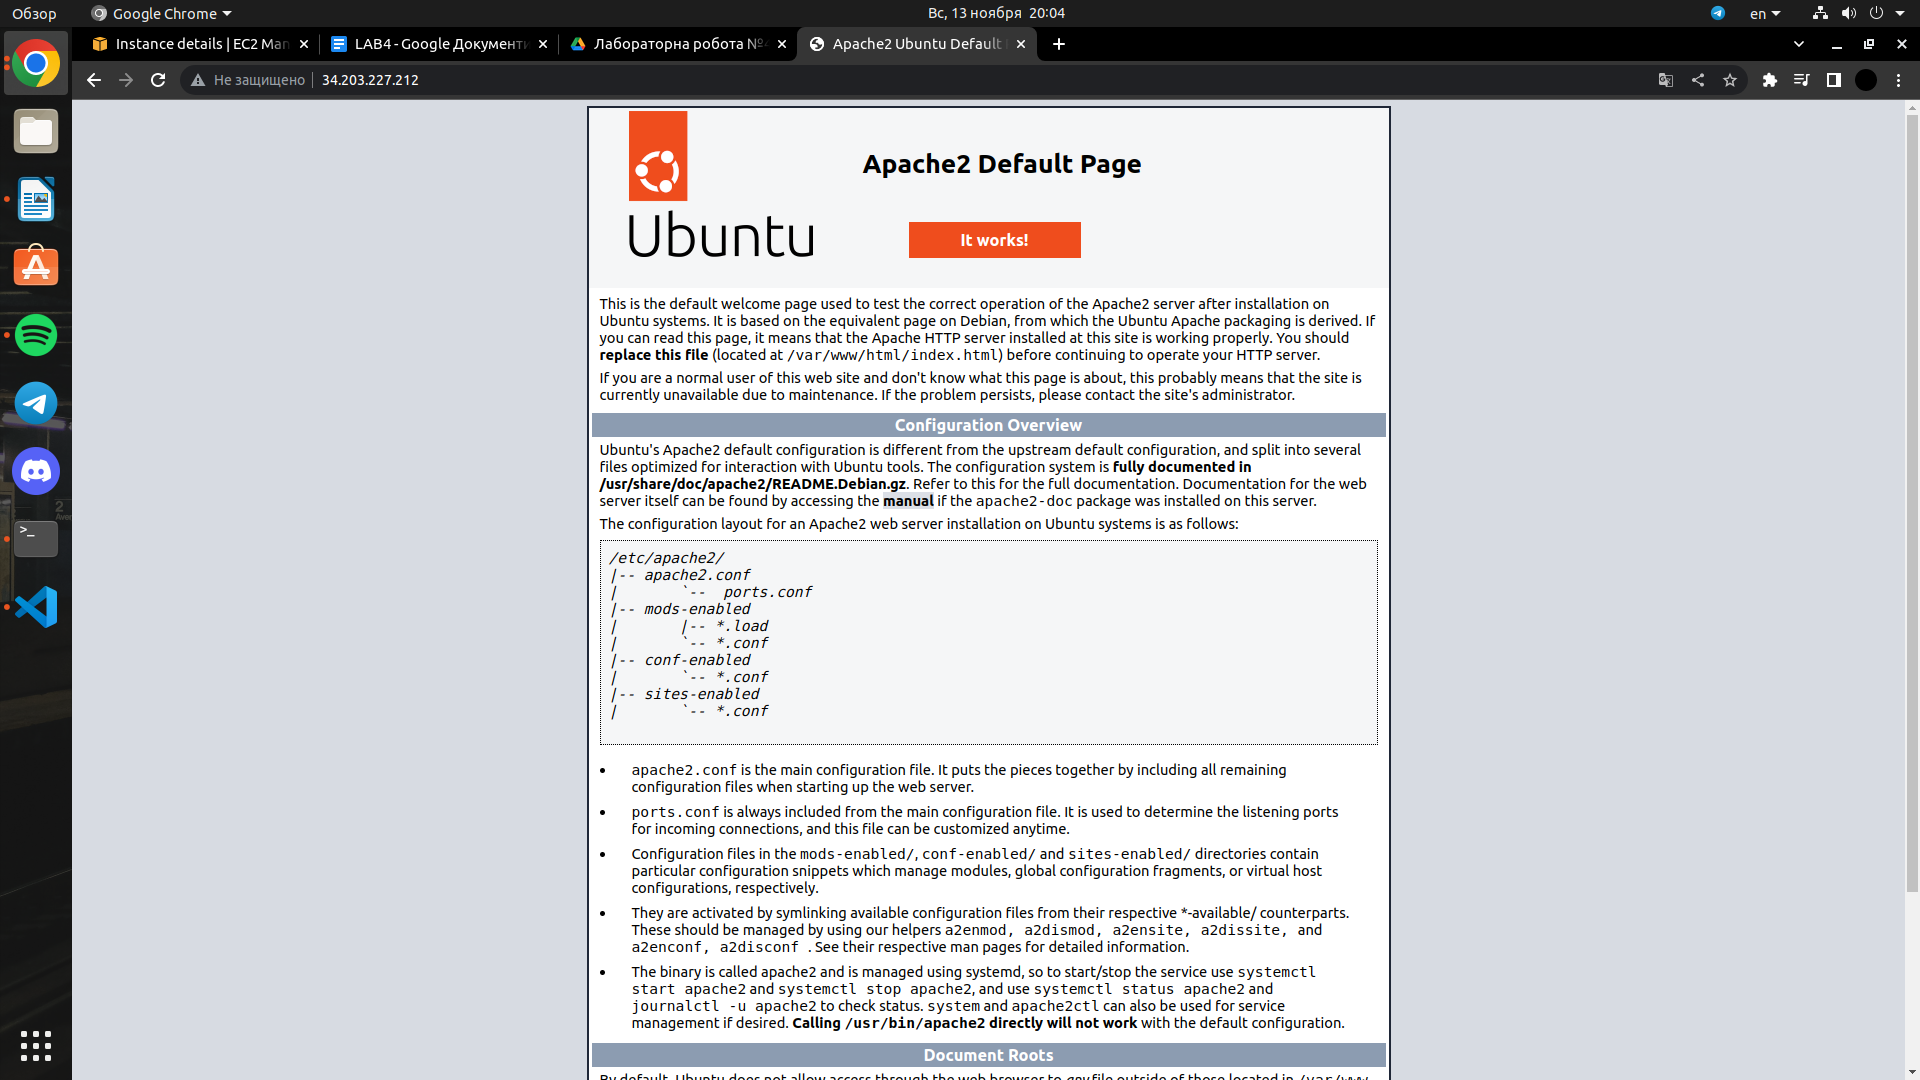 Обзор
Google Chrome
Вс, 13 ноября 20:04
en
Instance details | EC2 Man
LAB4 - Google Документи
Лабораторна робота №
Apache2 Ubuntu Default
Не защищено
34.203.227.212
Apache2 Default Page
Ubuntu
It works!
This is the default welcome page used to test the correct operation of the Apache2 server after installation on
Ubuntu systems. It is based on the equivalent page on Debian, from which the Ubuntu Apache packaging is derived. If
you can read this page, it means that the Apache HTTP server installed at this site is working properly. You should
replace this file (located at /var/www/html/index.html) before continuing to operate your HTTP server.
If you are a normal user of this web site and don't know what this page is about, this probably means that the site is
currently unavailable due to maintenance. If the problem persists, please contact the site's administrator.
Configuration Overview
Ubuntu's Apache2 default configuration is different from the upstream default configuration, and split into several
files optimized for interaction with Ubuntu tools. The configuration system is fully documented in
/usr/share/doc/apache2/README.Debian.gz. Refer to this for the full documentation. Documentation for the web
server itself can be found by accessing the manual if the apache2-doc package was installed on this server.
The configuration layout for an Apache2 web server installation on Ubuntu systems is as follows:
/etc/apache2/
|-- apache2.conf
|       `--  ports.conf
|-- mods-enabled
|       |-- *.load
|       `-- *.conf
|-- conf-enabled
|       `-- *.conf
|-- sites-enabled
|       `-- *.conf
• apache2.conf is the main configuration file. It puts the pieces together by including all remaining
configuration files when starting up the web server.
• ports.conf is always included from the main configuration file. It is used to determine the listening ports
for incoming connections, and this file can be customized anytime.
• Configuration files in the mods-enabled/, conf-enabled/ and sites-enabled/ directories contain
particular configuration snippets which manage modules, global configuration fragments, or virtual host
configurations, respectively.
• They are activated by symlinking available configuration files from their respective *-available/ counterparts.
These should be managed by using our helpers a2enmod, a2dismod, a2ensite, a2dissite, and
a2enconf, a2disconf . See their respective man pages for detailed information.
• The binary is called apache2 and is managed using systemd, so to start/stop the service use systemctl
start apache2 and systemctl stop apache2, and use systemctl status apache2 and
journalctl -u apache2 to check status. system and apache2ctl can also be used for service
management if desired. Calling /usr/bin/apache2 directly will not work with the default configuration.
Document Roots
By default, Ubuntu does not allow access through the web browser to any file outside of those located in /var/www,